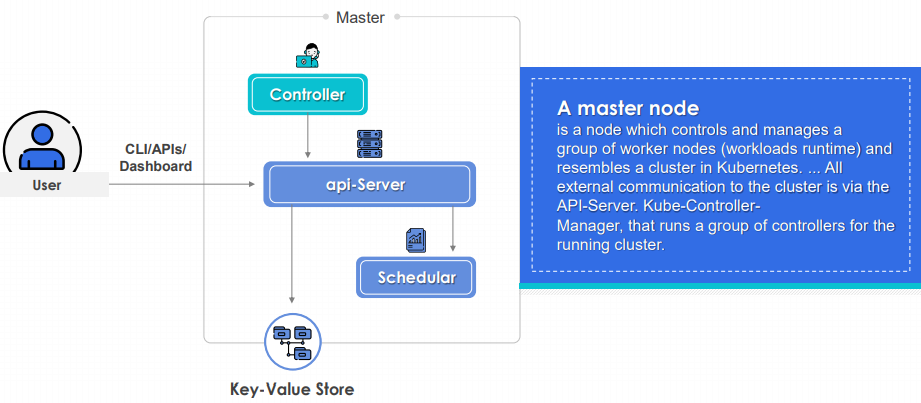 Master
Controller
CLI/APIs/
Dashboard
User
api-Server
Schedular
Key-Value Store
A master node
is a node which controls and manages a
group of worker nodes (workloads runtime) and
resembles a cluster in Kubernetes. ... All
external communication to the cluster is via the
API-Server. Kube-Controller-
Manager, that runs a group of controllers for the
running cluster.